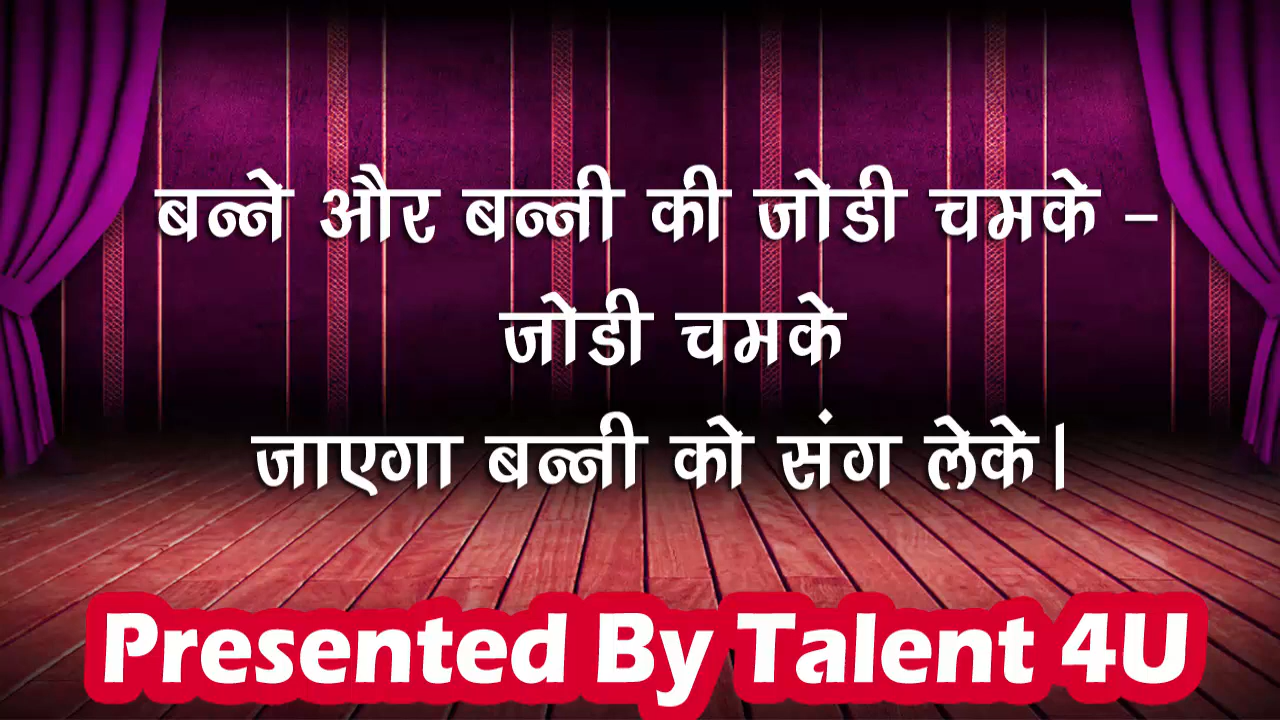 बन्ने और बन्नी की जोडी चमके –
जोडी चमके
जाएगा बन्नी को संग लेके।
Presented By Talent 4U